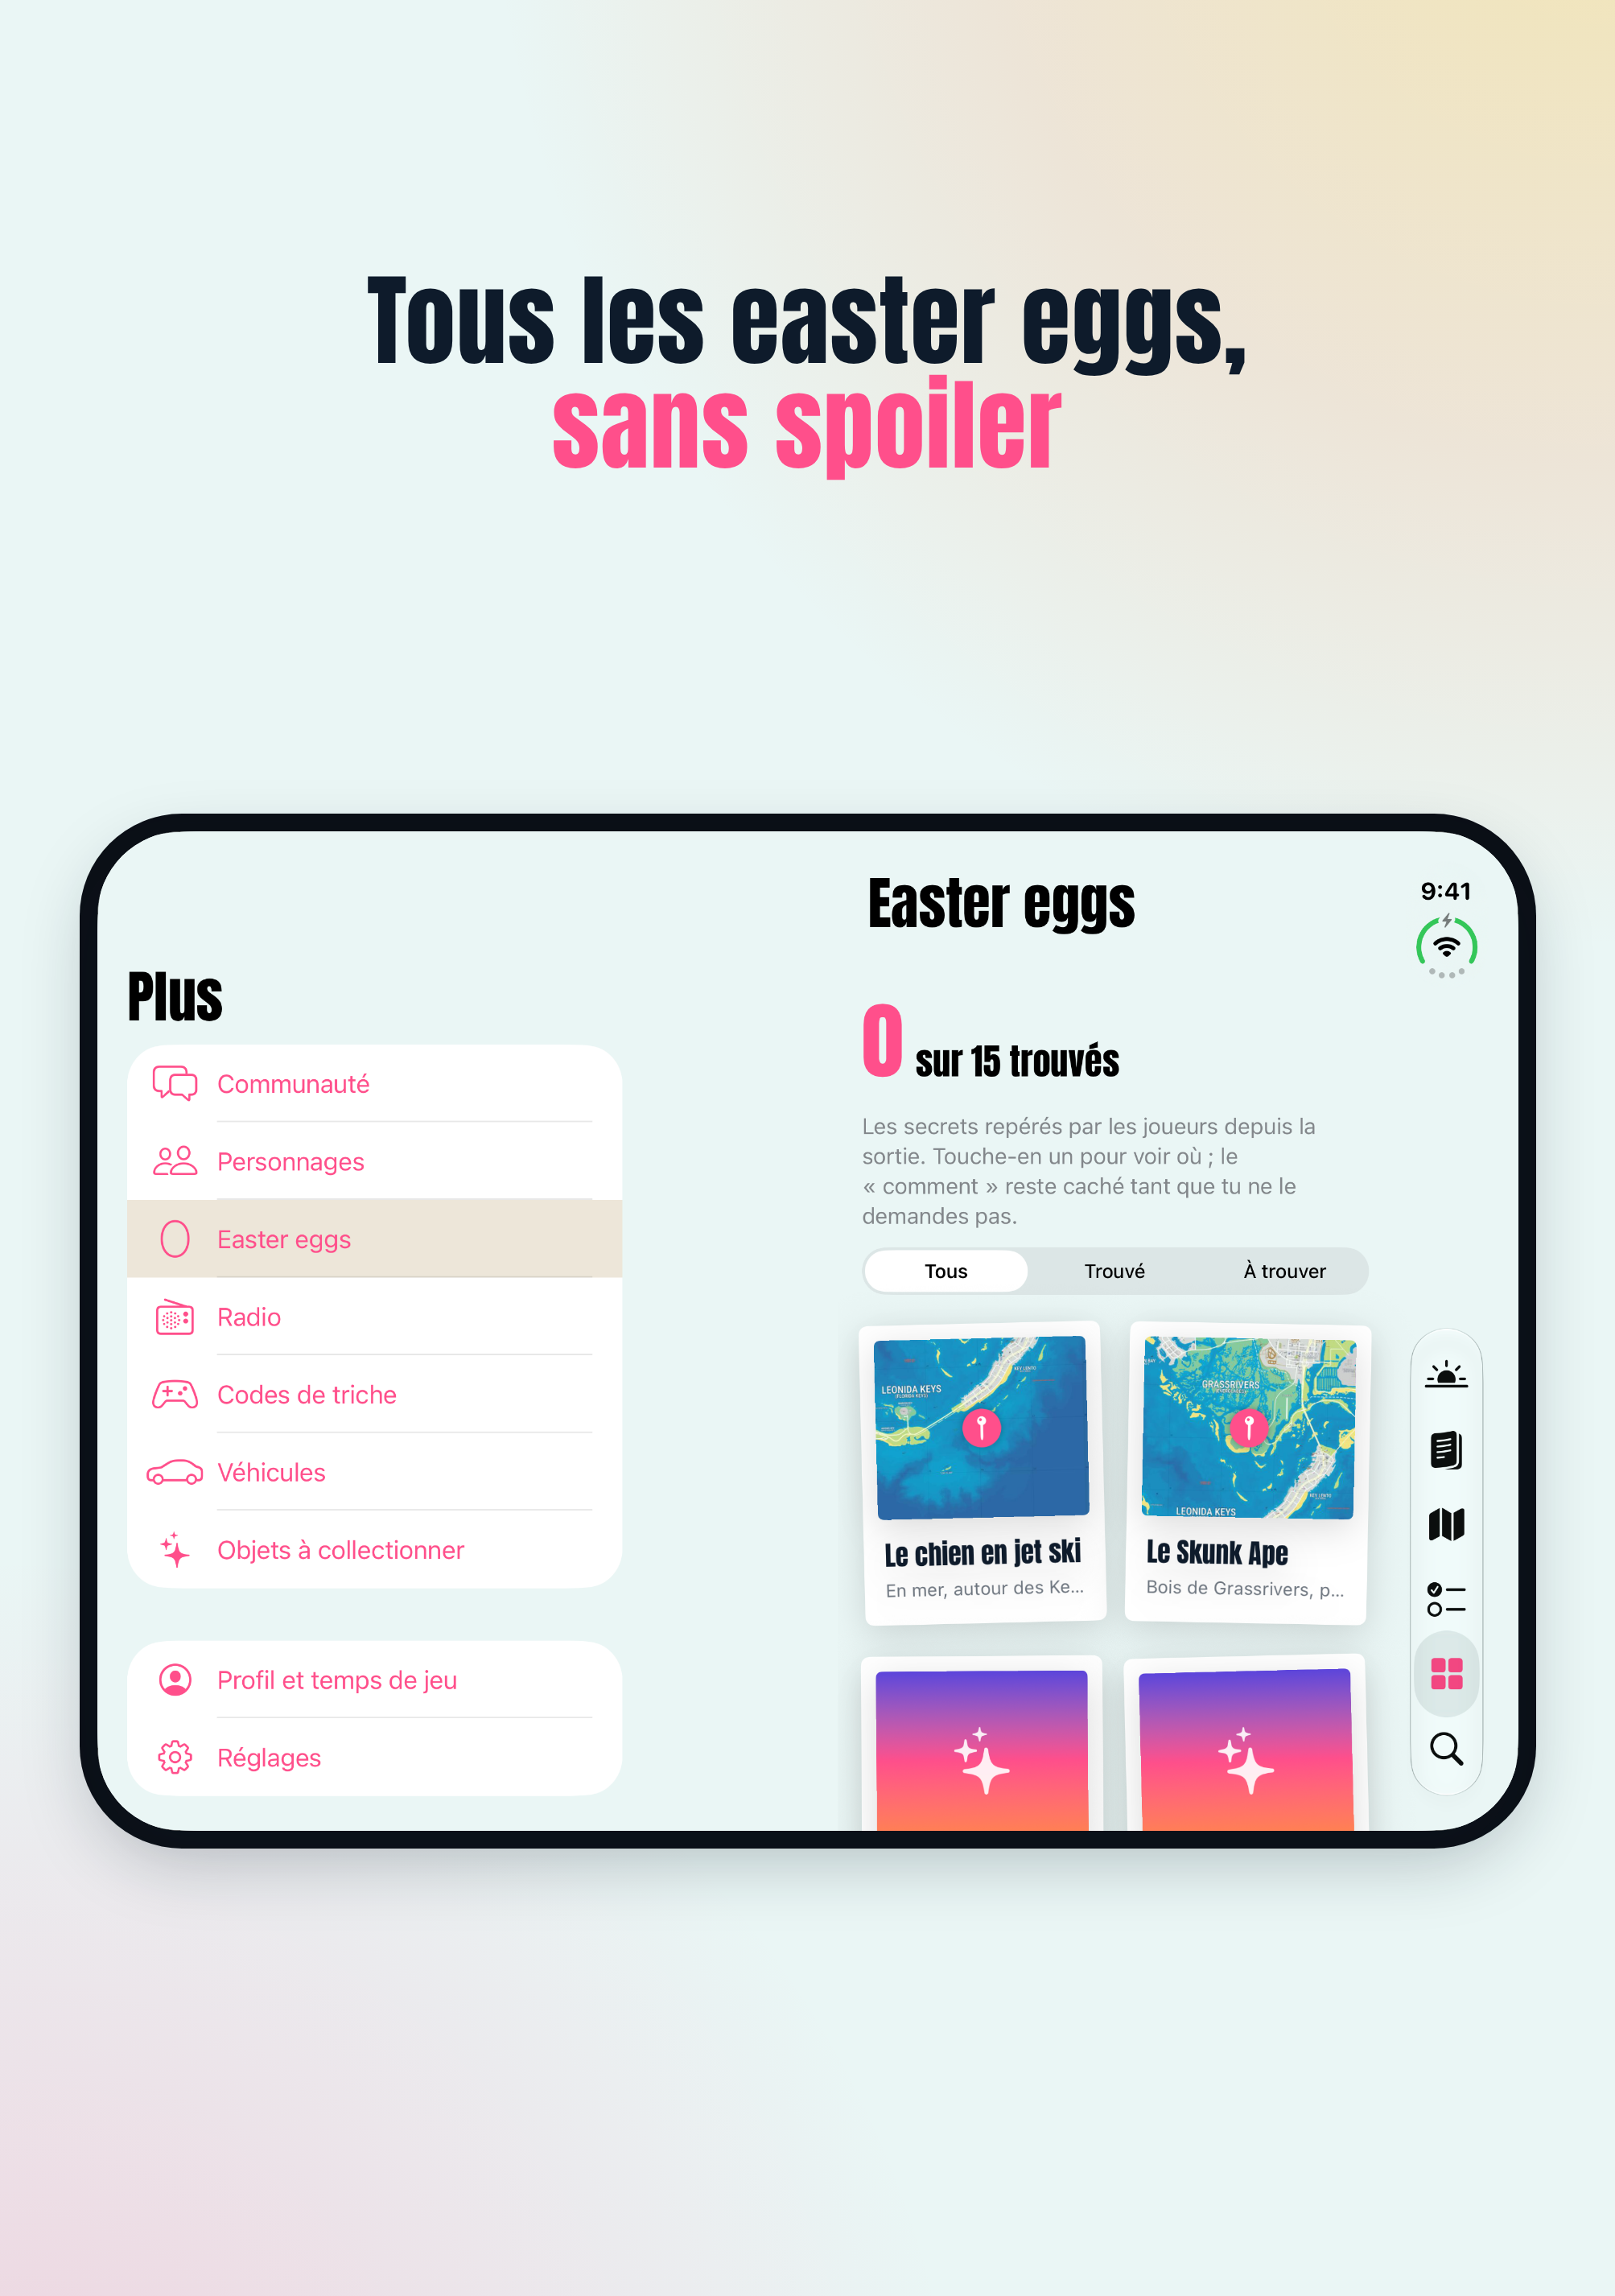 Tous les easter eggs,
sans spoiler
Plus
Communauté
Personnages
Easter eggs
Radio
Codes de triche
Véhicules
Objets à collectionner
Profil et temps de jeu
Réglages
Easter eggs
9:41
0 sur 15 trouvés
Les secrets repérés par les joueurs depuis la
sortie. Touche-en un pour voir où ; le
« comment » reste caché tant que tu ne le
demandes pas.
Tous
Trouvé
À trouver
LEONIDA KEYS
Le chien en jet ski
En mer, autour des Ke...
GRASSRIVERS
LEONIDA KEYS
Le Skunk Ape
Bois de Grassrivers, p...